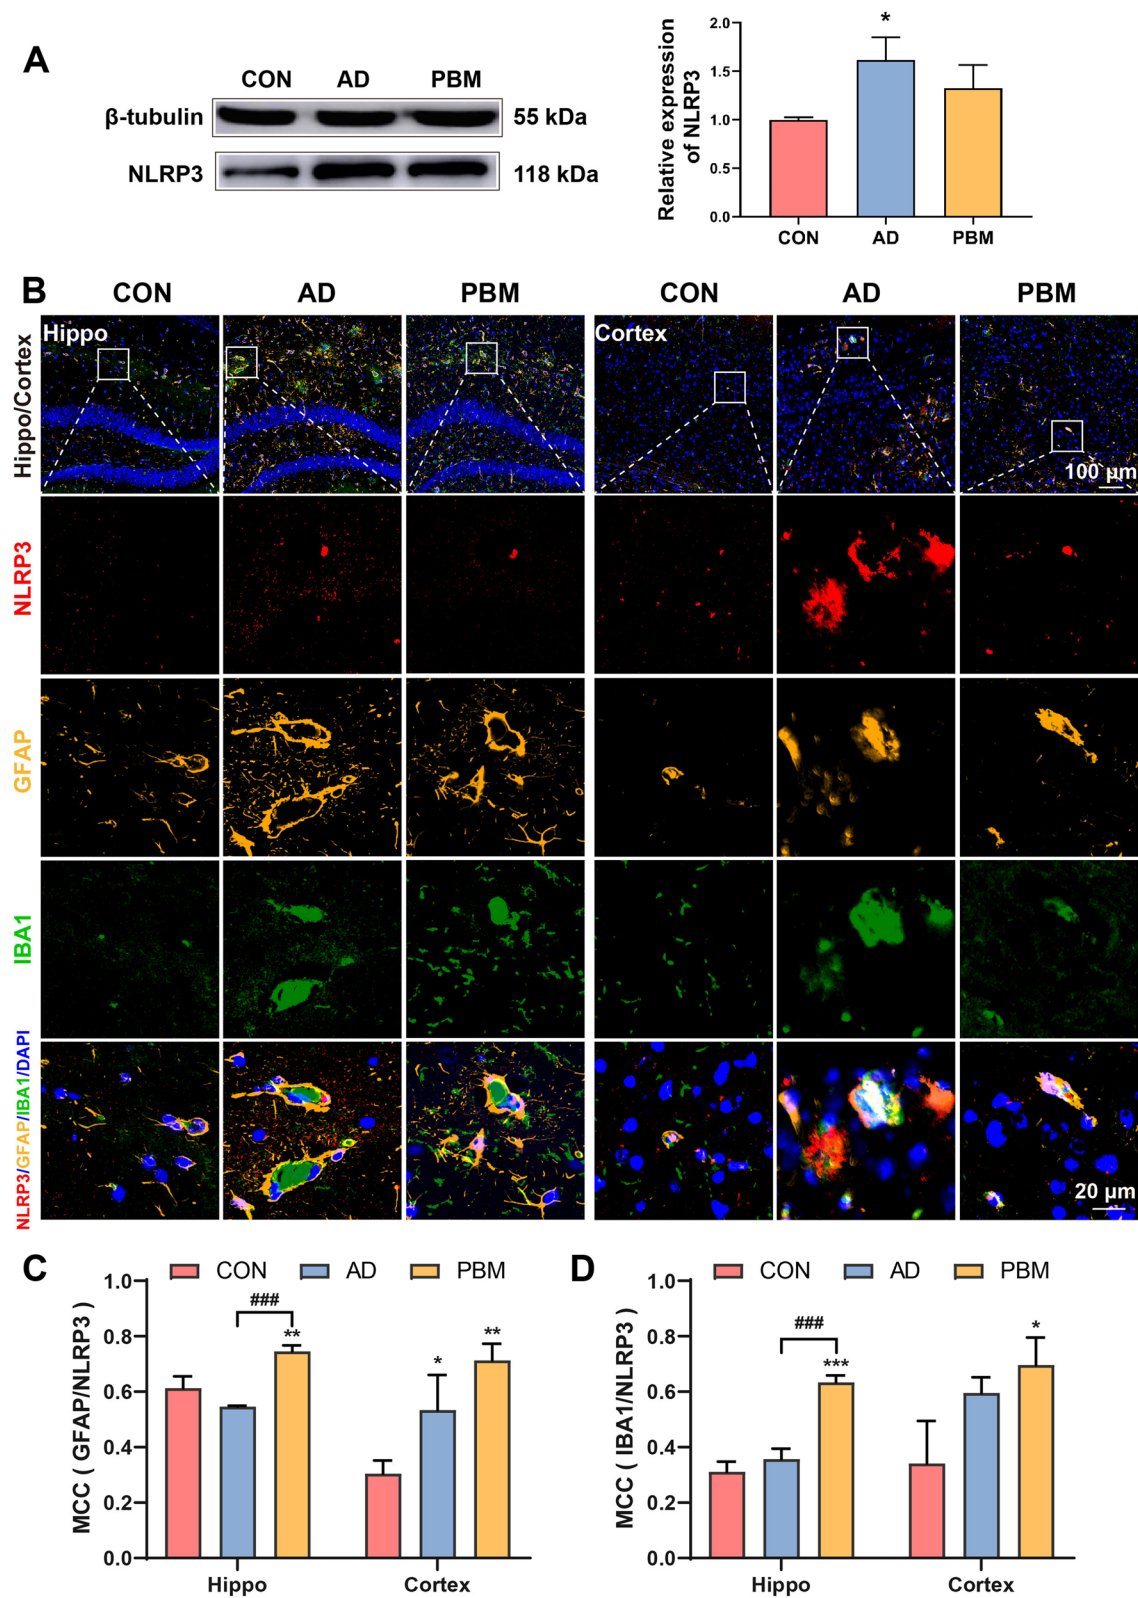 A
CON AD PBM
β-tubulin 55 kDa
NLRP3 118 kDa
Relative expression
of NLRP3
2.0
1.5
1.0
0.5
0.0
*
CON AD PBM
B
CON AD PBM CON AD PBM
Hippo/Cortex
Hippo
Cortex
100 μm
NLRP3
GFAP
IBA1
NLRP3/GFAP/IBA1/DAPI
20 μm
C
CON AD PBM
MCC ( GFAP/NLRP3 )
1.0
0.8
0.6
0.4
0.2
0.0
###
**
*
**
Hippo Cortex
D
CON AD PBM
MCC ( IBA1/NLRP3 )
1.0
0.8
0.6
0.4
0.2
0.0
###
***
*
Hippo Cortex